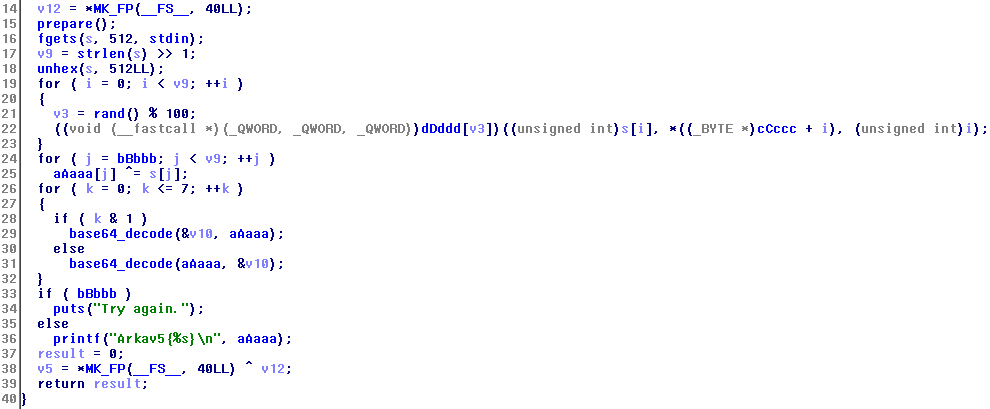 14 v12 = *MK_FP(__FS__, 40LL);
15 prepare();
16 fgets(s, 512, stdin);
17 v9 = strlen(s) >> 1;
18 unhex(s, 512LL);
19 for ( i = 0; i < v9; ++i )
20 {
21 v3 = rand() % 100;
22 ((void (__fastcall *)(_QWORD, _QWORD, _QWORD))dDddd[v3])((unsigned int)s[i], *((_BYTE *)cCccc + i), (unsigned int)i);
23 }
24 for ( j = bBbbb; j < v9; ++j )
25 aAaaa[j] ^= s[j];
26 for ( k = 0; k <= 7; ++k )
27 {
28 if ( k & 1 )
29 base64_decode(&v10, aAaaa);
30 else
31 base64_decode(aAaaa, &v10);
32 }
33 if ( bBbbb )
34 puts("Try again.");
35 else
36 printf("Arkav5{%s}\n", aAaaa);
37 result = 0;
38 v5 = *MK_FP(__FS__, 40LL) ^ v12;
39 return result;
40 }